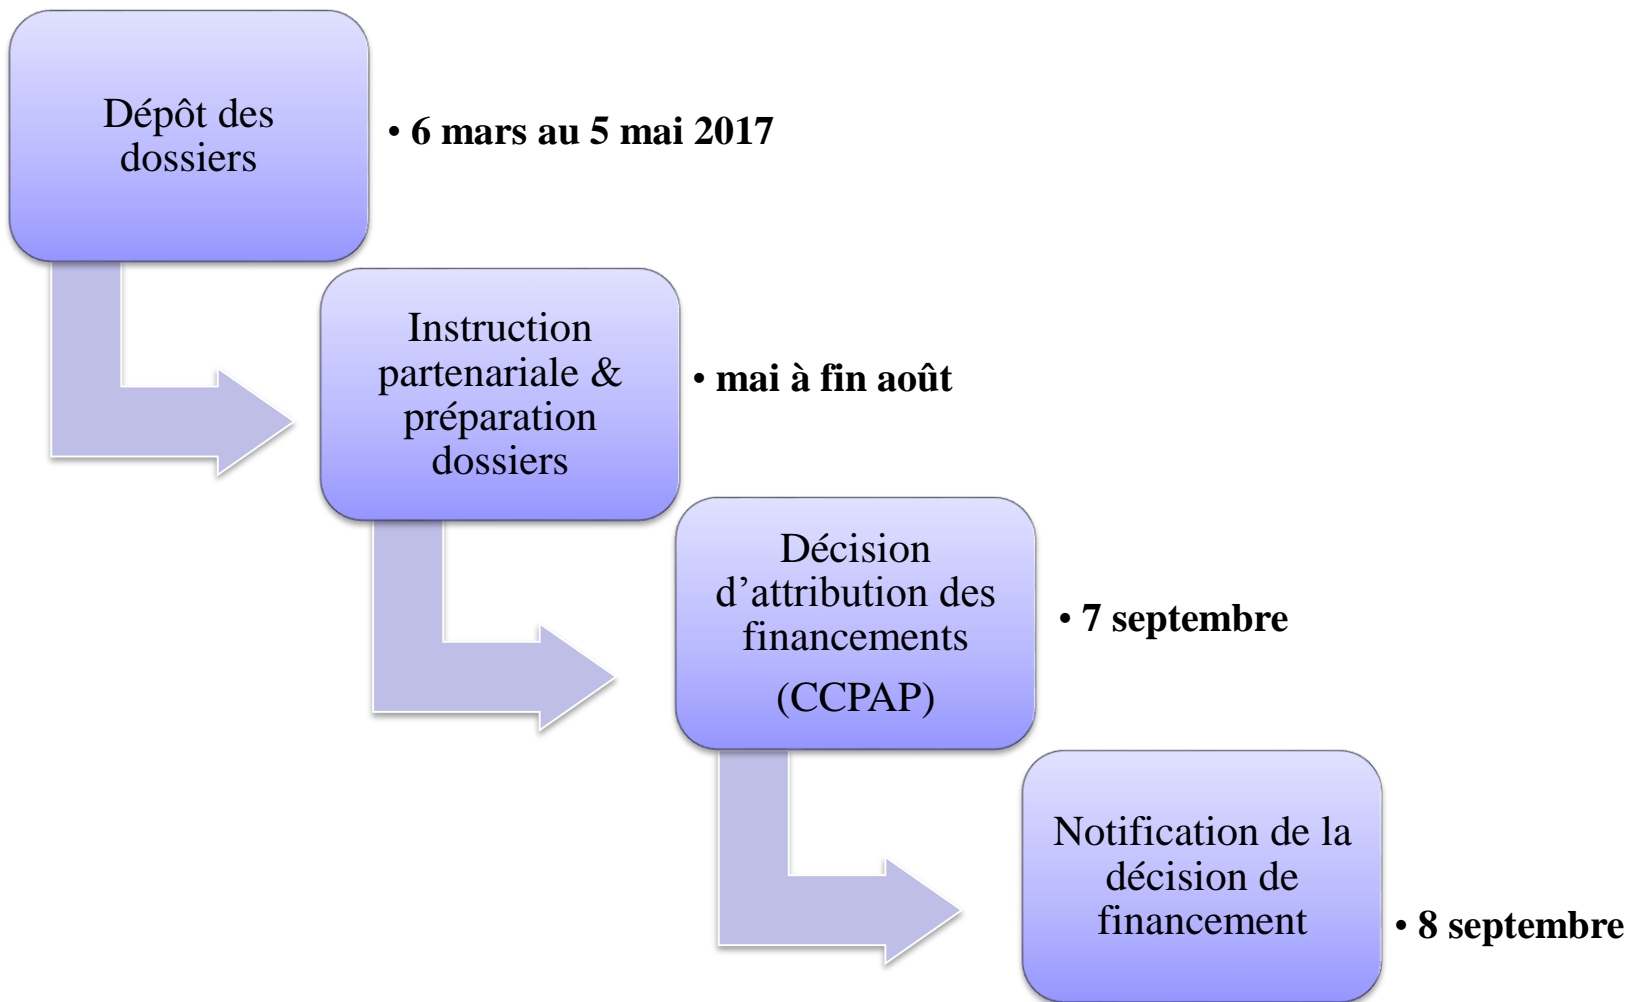 Dépôt des
dossiers
• 6 mars au 5 mai 2017
Instruction
partenariale &
préparation
dossiers
• mai à fin août
Décision
d’attribution des
financements
(CCPAP)
• 7 septembre
Notification de la
décision de
financement
• 8 septembre